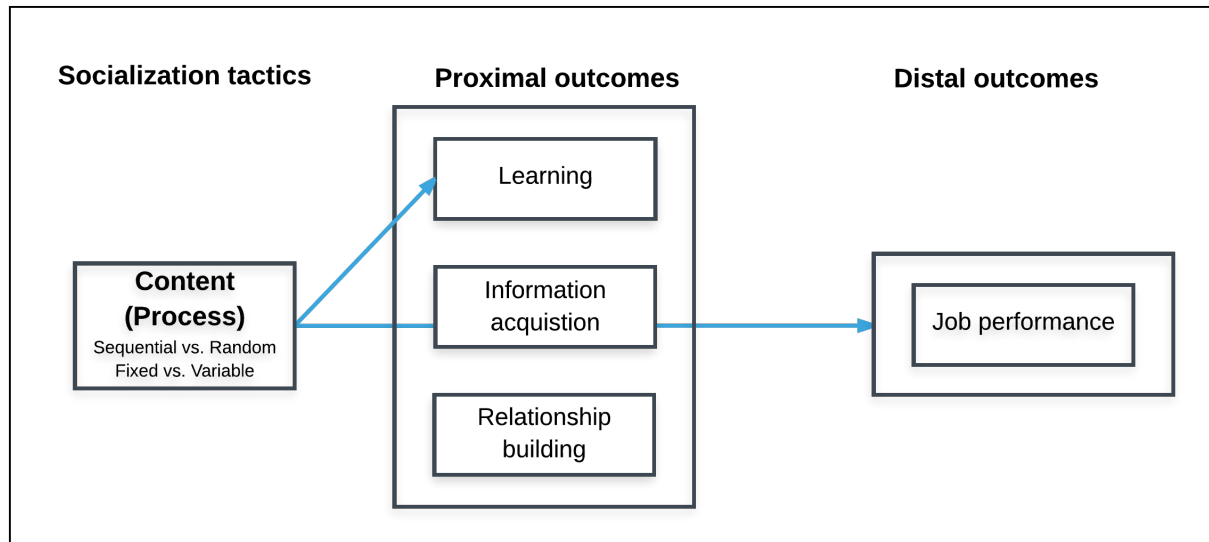 Socialization tactics
Proximal outcomes
Distal outcomes
Learning
Content
(Process)
Sequential vs. Random
Fixed vs. Variable
Information
acquistion
Job performance
Relationship
building